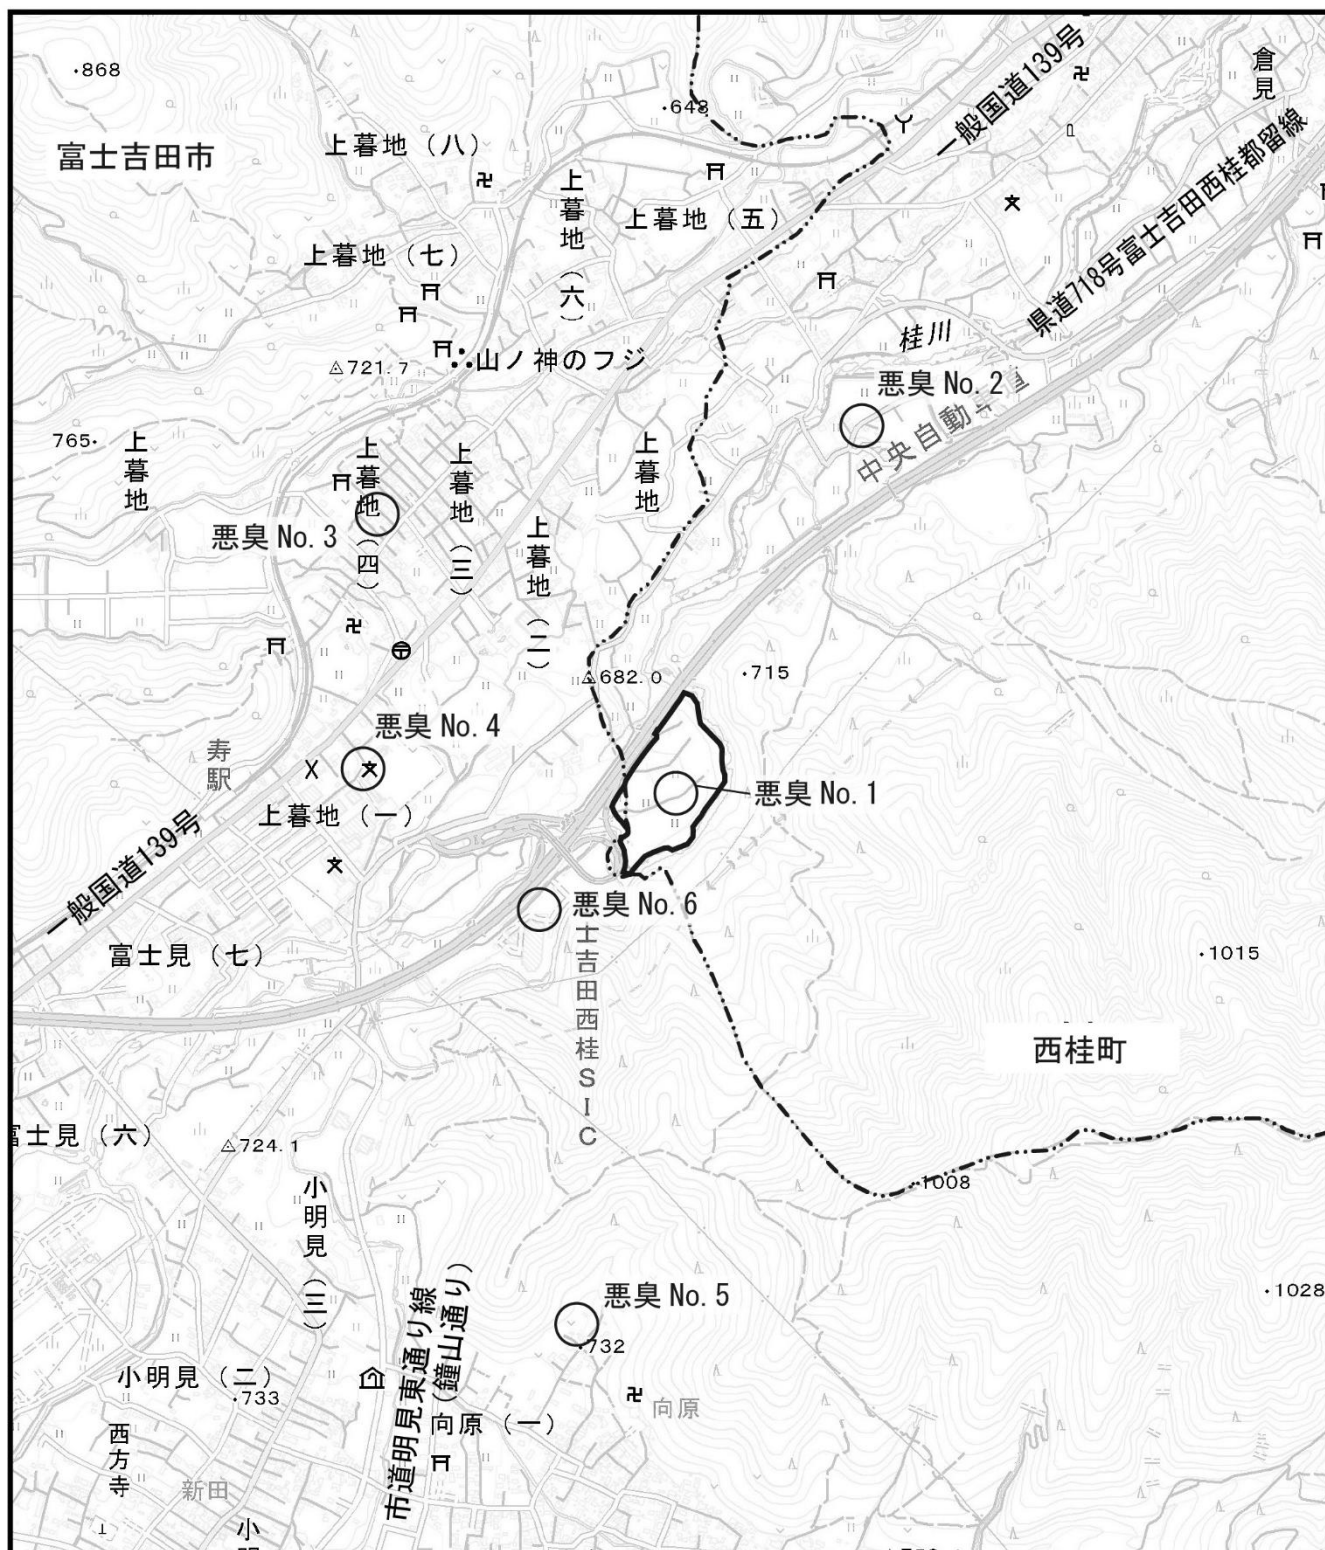 868
富士吉田市
上暮地（八）
上暮地（七）
上暮地（六）
上暮地（五）
648
一般国道139号
倉見
県道718号富士吉田西桂都留線
桂川
721.7
山ノ神のフジ
悪臭 No. 2
中央自動車道
765
上暮地
上暮地（四）
上暮地（三）
上暮地
悪臭 No. 3
上暮地（二）
682.0
715
悪臭 No. 4
寿駅
悪臭 No. 1
上暮地（一）
一般国道139号
悪臭 No. 6
士吉田西桂SIC
富士見（七）
1015
西桂町
富士見（六）
724.1
1008
小明見（三）
悪臭 No. 5
732
1028
市道明見東通り線
（鐘山通り）
小明見（二）
733
向原
向原（一）
西方寺
新田